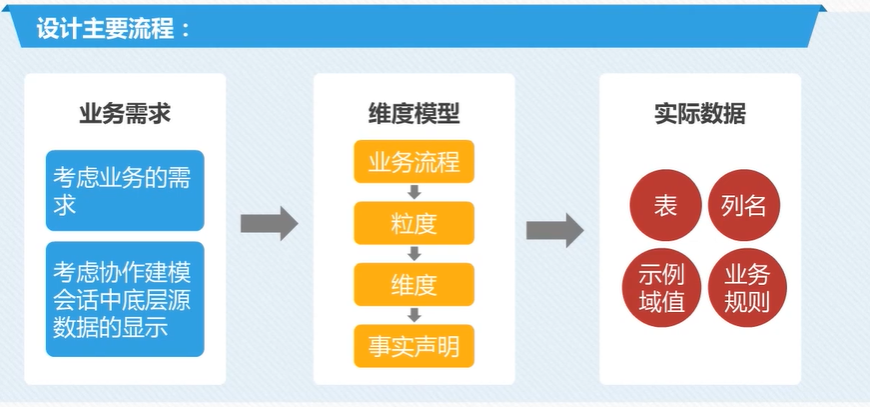 设计主要流程：
业务需求
考虑业务的需
求
考虑协作建模
会话中底层源
数据的显示
维度模型
业务流程
粒度
维度
事实声明
实际数据
表
列名
示例
域值
业务
规则